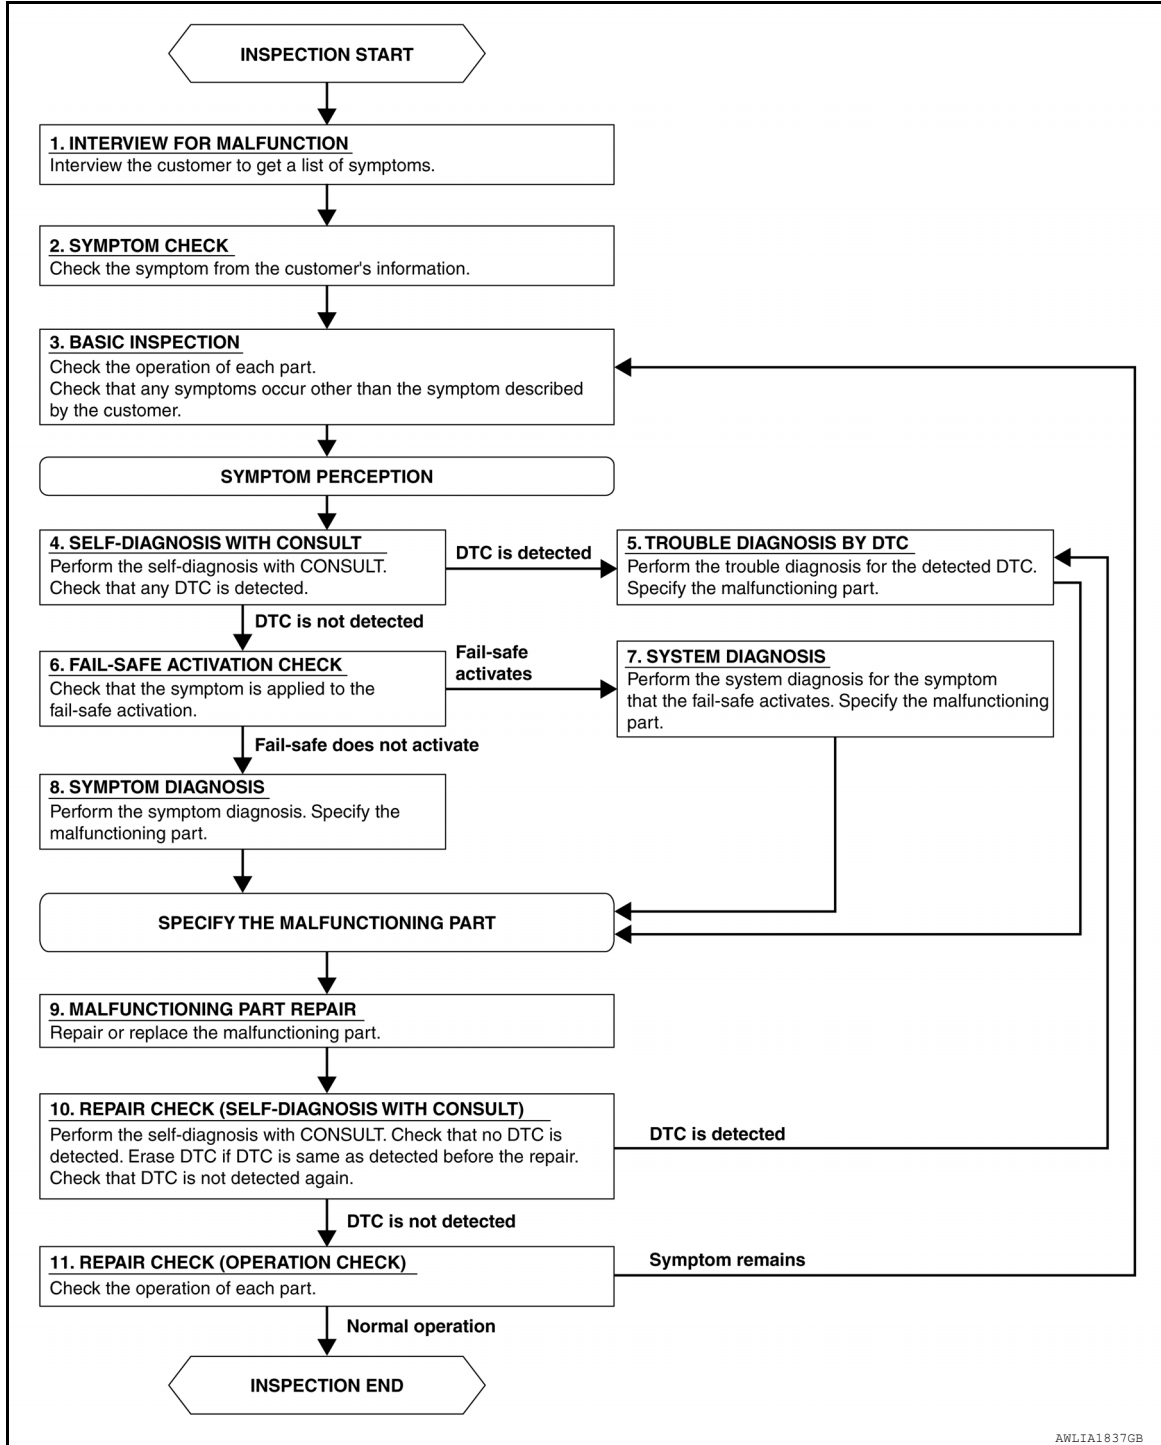 INSPECTION START
1. INTERVIEW FOR MALFUNCTION
Interview the customer to get a list of symptoms.
2. SYMPTOM CHECK
Check the symptom from the customer's information.
3. BASIC INSPECTION
Check the operation of each part.
Check that any symptoms occur other than the symptom described
by the customer.
SYMPTOM PERCEPTION
4. SELF-DIAGNOSIS WITH CONSULT
Perform the self-diagnosis with CONSULT.
Check that any DTC is detected.
DTC is detected
5. TROUBLE DIAGNOSIS BY DTC
Perform the trouble diagnosis for the detected DTC.
Specify the malfunctioning part.
DTC is not detected
6. FAIL-SAFE ACTIVATION CHECK
Check that the symptom is applied to the
fail-safe activation.
Fail-safe
activates
7. SYSTEM DIAGNOSIS
Perform the system diagnosis for the symptom
that the fail-safe activates. Specify the malfunctioning
part.
Fail-safe does not activate
8. SYMPTOM DIAGNOSIS
Perform the symptom diagnosis. Specify the
malfunctioning part.
SPECIFY THE MALFUNCTIONING PART
9. MALFUNCTIONING PART REPAIR
Repair or replace the malfunctioning part.
10. REPAIR CHECK (SELF-DIAGNOSIS WITH CONSULT)
Perform the self-diagnosis with CONSULT. Check that no DTC is
detected. Erase DTC if DTC is same as detected before the repair.
Check that DTC is not detected again.
DTC is detected
DTC is not detected
11. REPAIR CHECK (OPERATION CHECK)
Check the operation of each part.
Symptom remains
Normal operation
INSPECTION END
AWLIA1837GB